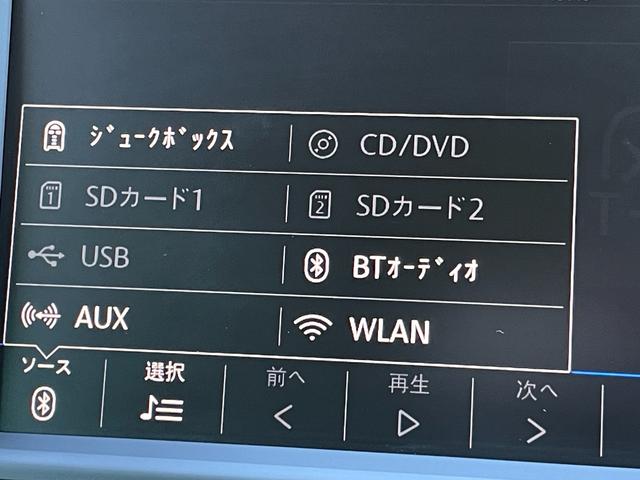 ｼﾞｭｰｸﾎﾞｯｸｽ CD/DVD
1 SDカード1 2 SDカード2
USB BTｵｰﾃﾞｨｵ
AUX WLAN
ソース 選択 前へ 再生 次へ